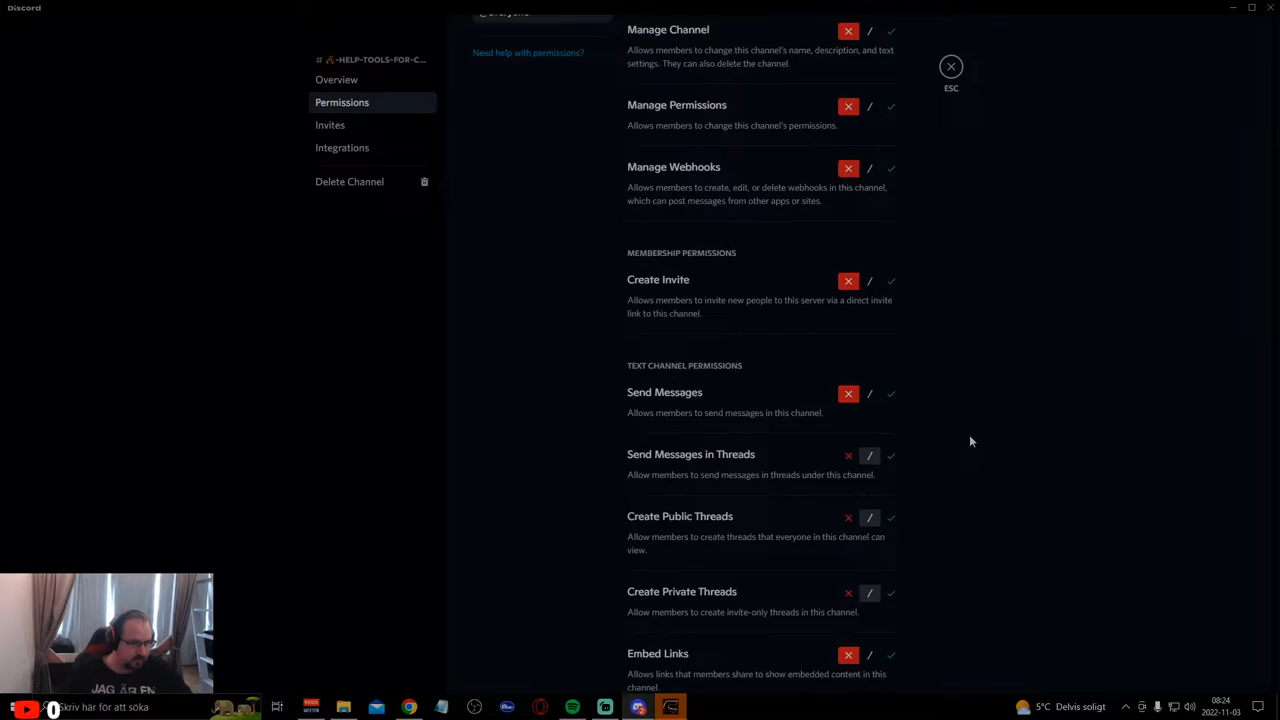 Discord
# -HELP-TOOLS-FOR-C...
Overview
Permissions
Invites
Integrations
Delete Channel
Need help with permissions?
Manage Channel
Allows members to change this channel's name, description, and text
settings. They can also delete the channel.
Manage Permissions
Allows members to change this channel's permissions.
Manage Webhooks
Allows members to create, edit, or delete webhooks in this channel,
which can post messages from other apps or sites.
MEMBERSHIP PERMISSIONS
Create Invite
Allows members to invite new people to this server via a direct invite
link to this channel.
TEXT CHANNEL PERMISSIONS
Send Messages
Allows members to send messages in this channel.
Send Messages in Threads
Allow members to send messages in threads under this channel.
Create Public Threads
Allow members to create threads that everyone in this channel can
view.
Create Private Threads
Allow members to create invite-only threads in this channel.
Embed Links
Allows links that members share to show embedded content in this
channel.
ESC
JAG ÄR EN
0
Skriv här för att söka
5°C Delvis soligt
08:24
2022-11-03